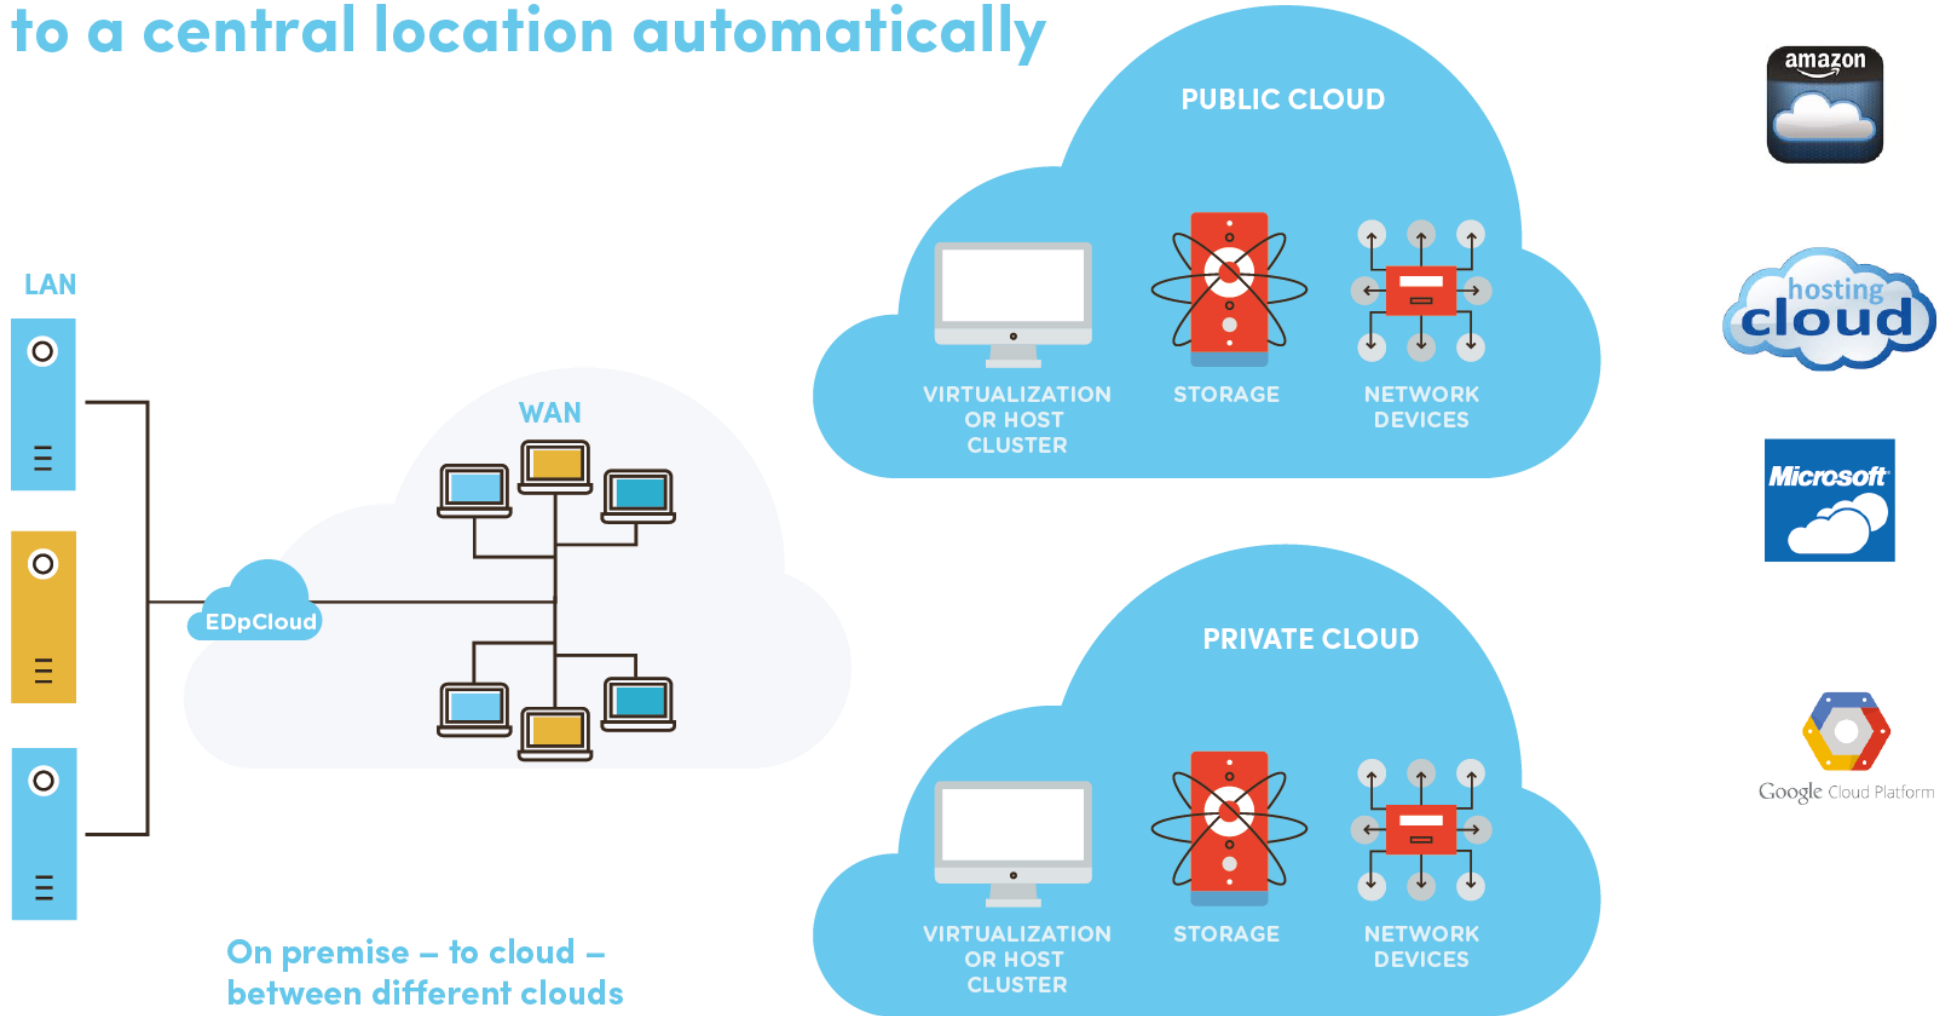 to a central location automatically
LAN
EDpCloud
WAN
On premise – to cloud –
between different clouds
PUBLIC CLOUD
VIRTUALIZATION
OR HOST
CLUSTER
STORAGE
NETWORK
DEVICES
PRIVATE CLOUD
VIRTUALIZATION
OR HOST
CLUSTER
STORAGE
NETWORK
DEVICES
amazon
hosting
cloud
Microsoft
Google Cloud Platform